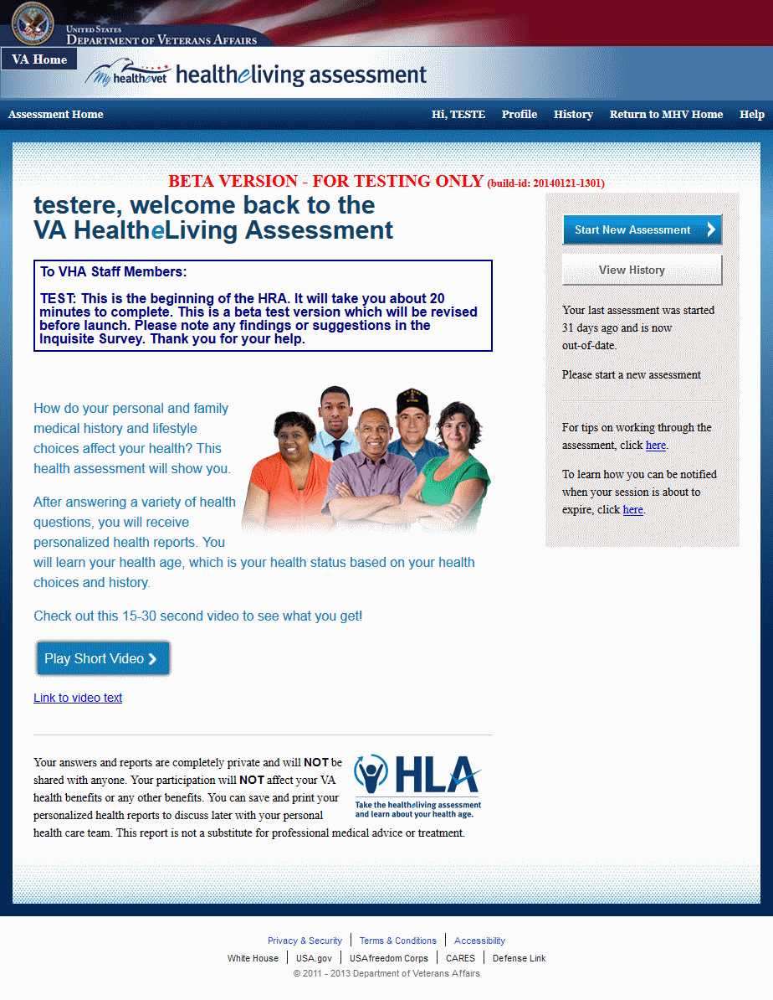 UNITED STATES
DEPARTMENT OF VETERANS AFFAIRS
VA Home
My healthevet healtheliving assessment
Assessment Home Hi, TESTE Profile History Return to MHV Home Help
BETA VERSION - FOR TESTING ONLY (build-id: 20140121-1301)
testere, welcome back to the
VA HealtheLiving Assessment
To VHA Staff Members:
TEST: This is the beginning of the HRA. It will take you about 20
minutes to complete. This is a beta test version which will be revised
before launch. Please note any findings or suggestions in the
Inquisite Survey. Thank you for your help.
How do your personal and family
medical history and lifestyle
choices affect your health? This
health assessment will show you.
After answering a variety of health
questions, you will receive
personalized health reports. You
will learn your health age, which is your health status based on your health
choices and history.
Check out this 15-30 second video to see what you get!
Play Short Video
Link to video text
Your answers and reports are completely private and will NOT be
shared with anyone. Your participation will NOT affect your VA
health benefits or any other benefits. You can save and print your
personalized health reports to discuss later with your personal
health care team. This report is not a substitute for professional medical advice or treatment.
HLA
Take the healtheliving assessment
and learn about your health age.
Start New Assessment
View History
Your last assessment was started
31 days ago and is now
out-of-date.
Please start a new assessment
For tips on working through the
assessment, click here.
To learn how you can be notified
when your session is about to
expire, click here.
Privacy & Security Terms & Conditions Accessibility
White House USA.gov USAfreedom Corps CARES Defense Link
© 2011 - 2013 Department of Veterans Affairs